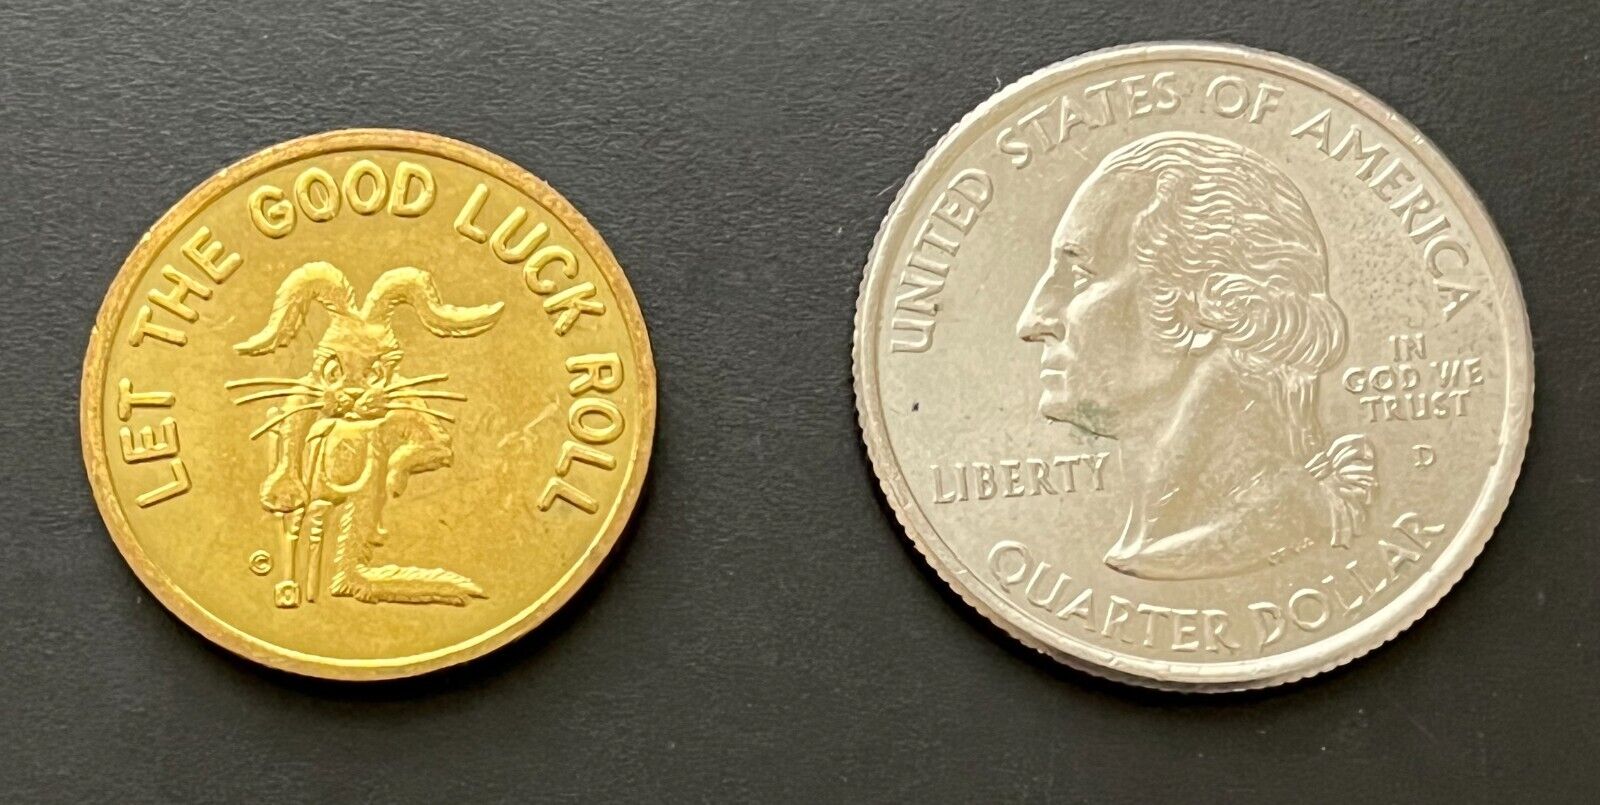 LET THE GOOD LUCK ROLL
©
UNITED STATES OF AMERICA
IN
GOD WE
TRUST
D
LIBERTY
QUARTER DOLLAR